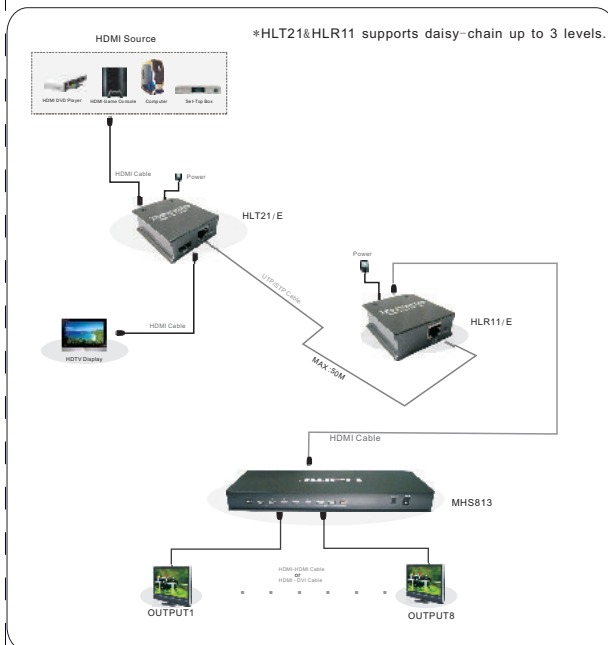 *HLT21&HLR11 supports daisy-chain up to 3 levels.
HDMI Source
HDMI DVD Player
HDMI Game Console
Computer
Set-Top Box
HDMI Cable
Power
HLT21/E
UTP/STP Cable
Power
HDMI Cable
HLR11/E
HDTV Display
MAX:50M
HDMI Cable
MHS813
HDMI-HDMI Cable
or
HDMI-DVI Cable
OUTPUT1
OUTPUT8